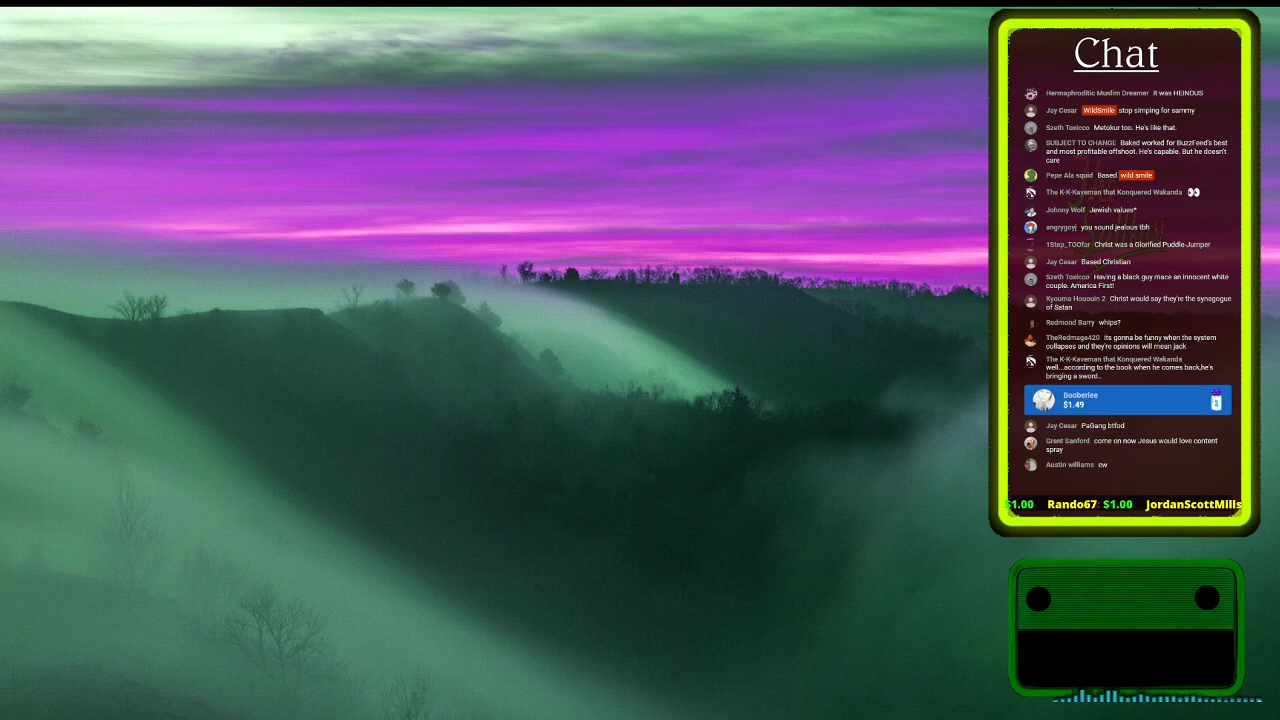 Chat
Hermaphroditic Muslim Dreamer it was HEINOUS
Jay Cesar WildSmile stop simping for sammy
Szeth Toxicco Metokur too. He's like that.
SUBJECT TO CHANGE Baked worked for BuzzFeed's best
and most profitable offshoot. He's capable. But he doesn't
care
Pepe Ala squid Based wild smile
The K-K-Kaveman that Konquered Wakanda
Johnny Wolf Jewish values*
angrygoyj you sound jealous tbh
1Step_TOOfar Christ was a Glorified Puddle-Jumper
Jay Cesar Based Christian
Szeth Toxicco Having a black guy mace an innocent white
couple. America First!
Kyouma Hououin 2 Christ would say they're the synagogue
of Satan
Redmond Barry whips?
TheRedmage420 its gonna be funny when the system
collapses and they're opinions will mean jack
The K-K-Kaveman that Konquered Wakanda
well...according to the book when he comes back,he's
bringing a sword..
Booberlee
$1.49
Jay Cesar PaGang btfod
Grant Sanford come on now Jesus would love content
spray
Austin williams cw
$1.00 Rando67: $1.00 JordanScottMills